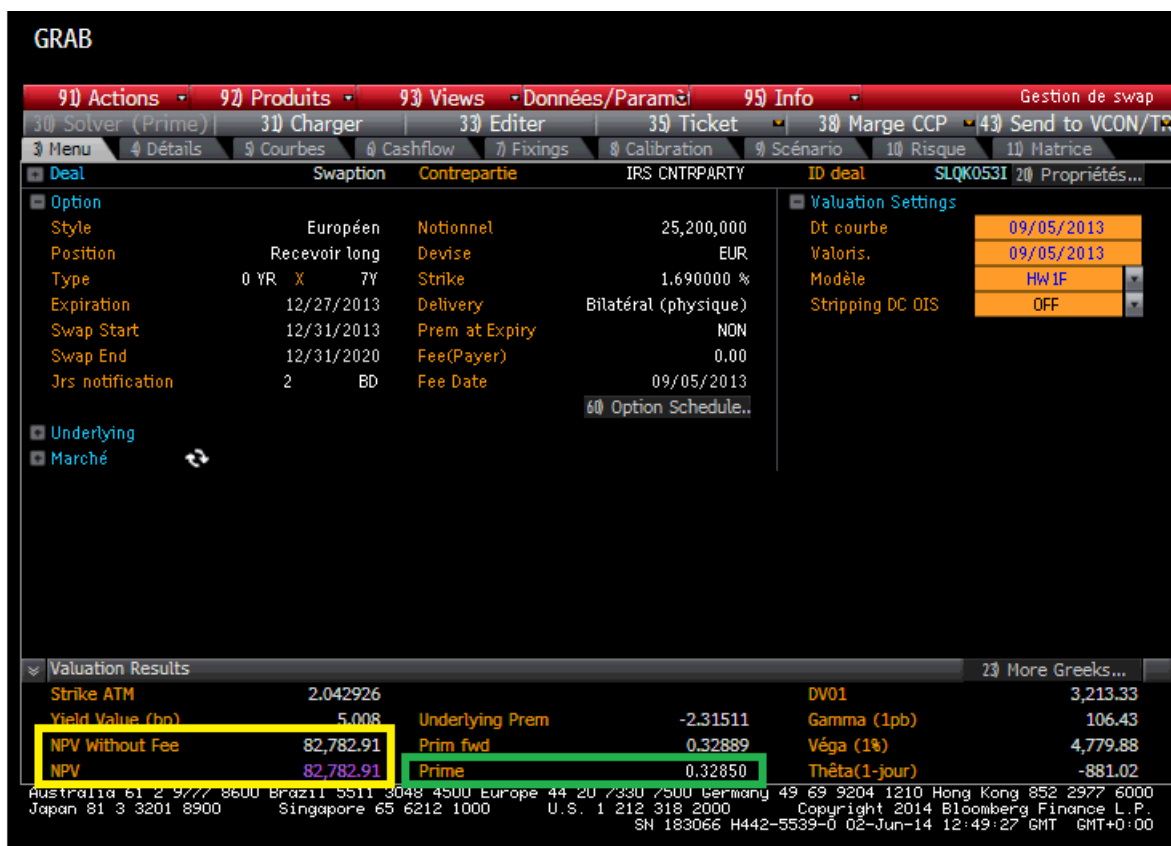 GRAB
91) Actions 92) Produits 93) Views Données/Paramèt 95) Info Gestion de swap
30) Solver (Prime) 31) Charger 33) Editer 35) Ticket 38) Marge CCP 43) Send to VCON/TR
3) Menu 4) Détails 5) Courbes 6) Cashflow 7) Fixings 8) Calibration 9) Scénario 10) Risque 11) Matrice
Deal Swaption Contrepartie IRS CNTRPARTY ID deal SLQK053I 20) Propriétés...
Option Valuation Settings
Style Européen Notionnel 25,200,000 Dt courbe 09/05/2013
Position Recevoir long Devise EUR Valoris. 09/05/2013
Type 0 YR X 7Y Strike 1.690000 % Modèle HW1F
Expiration 12/27/2013 Delivery Bilatéral (physique) Stripping DC OIS OFF
Swap Start 12/31/2013 Prem at Expiry NON
Swap End 12/31/2020 Fee(Payer) 0.00
Jrs notification 2 BD Fee Date 09/05/2013
60) Option Schedule..
Underlying
Marché
Valuation Results 23) More Greeks...
Strike ATM 2.042926 DV01 3,213.33
Yield Value (bp) 5.008 Underlying Prem -2.31511 Gamma (1pb) 106.43
NPV Without Fee 82,782.91 Prim fwd 0.32889 Véga (1%) 4,779.88
NPV 82,782.91 Prime 0.32850 Thêta(1-jour) -881.02
Australia 61 2 9777 8600 Brazil 5511 3048 4500 Europe 44 20 7330 7500 Germany 49 69 9204 1210 Hong Kong 852 2977 6000
Japan 81 3 3201 8900 Singapore 65 6212 1000 U.S. 1 212 318 2000 Copyright 2014 Bloomberg Finance L.P.
SN 183066 H442-5539-0 02-Jun-14 12:49:27 GMT GMT+0:00